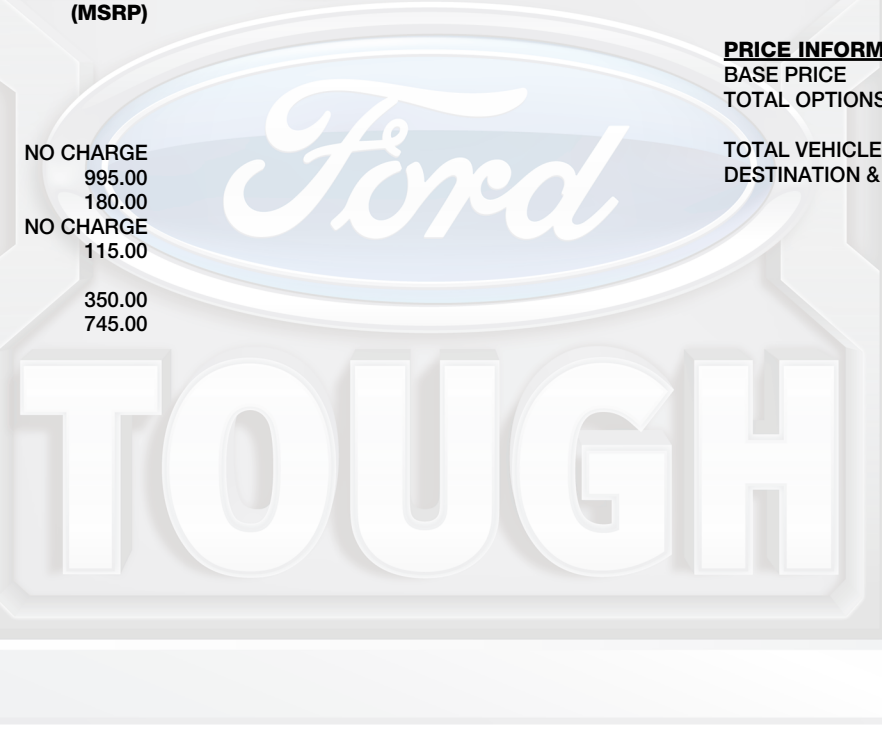 (MSRP)
NO CHARGE
995.00
180.00
NO CHARGE
115.00
350.00
745.00
PRICE INFORM
BASE PRICE
TOTAL OPTIONS
TOTAL VEHICLE
DESTINATION &
Ford
TOUGH